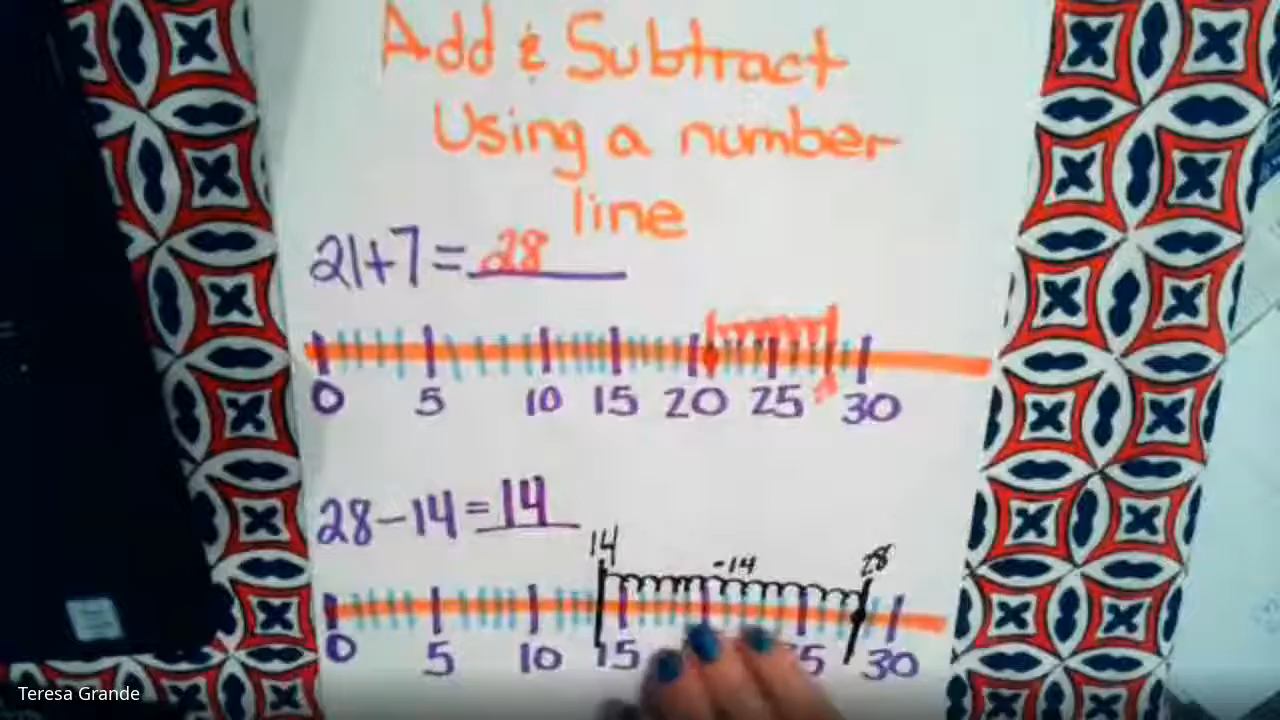 Add & Subtract
Using a number
line
21+7=28
0 5 10 15 20 25 30
28-14=14
14 -14 28
0 5 10 15 5 30
Teresa Grande